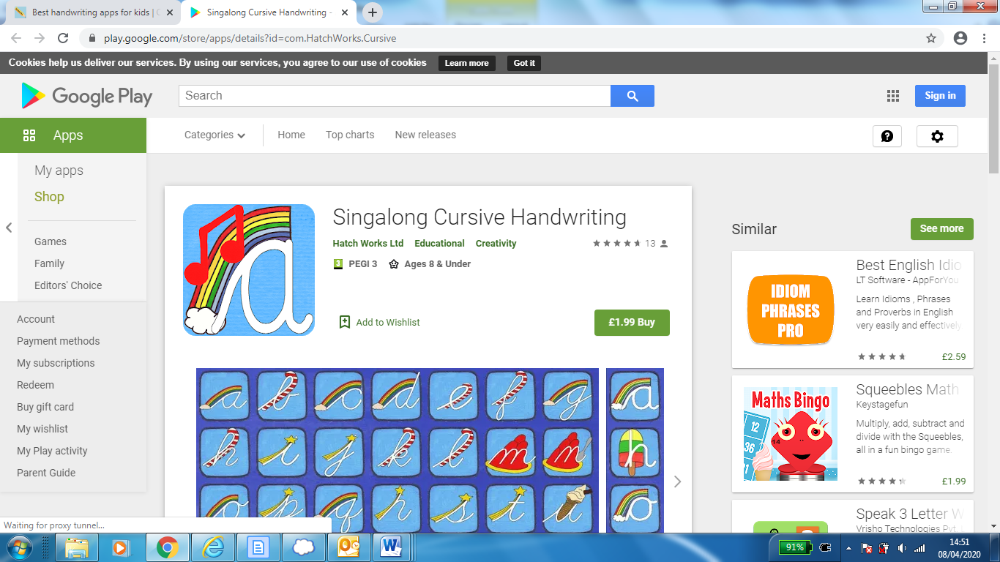 Best handwriting apps for kids | C
Singalong Cursive Handwriting -
play.google.com/store/apps/details?id=com.HatchWorks.Cursive
Cookies help us deliver our services. By using our services, you agree to our use of cookies Learn more Got it
Google Play
Search
Sign in
Apps
Categories Home Top charts New releases
My apps
Shop
Games
Family
Editors' Choice
Account
Payment methods
My subscriptions
Redeem
Buy gift card
My wishlist
My Play activity
Parent Guide
a
Singalong Cursive Handwriting
Hatch Works Ltd Educational Creativity 13
3 PEGI 3 Ages 8 & Under
Add to Wishlist
£1.99 Buy
a b c d e f g a
h i j k l m n h
o p q r s t u o
Similar
See more
IDIOM
PHRASES
PRO
Best English Idio
LT Software - AppForYou
Learn Idioms , Phrases
and Proverbs in English
very easily and effectively
£2.59
Maths Bingo
12
36
14
Squeebles Math
Keystagefun
Multiply, add, subtract and
divide with the Squeebles,
all in a fun bingo game.
£1.99
Speak 3 Letter W
Vrisho Technologies Pvt.
Waiting for proxy tunnel...
91%
14:51
08/04/2020